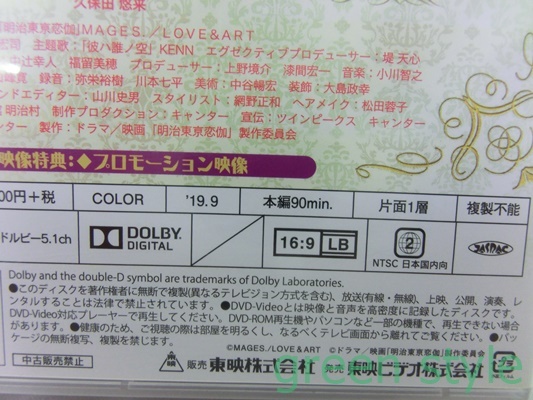 久保田 悠来
「明治東京恋伽」MAGES.／LOVE&ART
宏司 主題歌：「彼ハ誰ノ空」KENN エグゼクティブプロデューサー：堤 天心
辻幸人 福留美穂 プロデューサー：上野境介 漆間宏一 音楽：小川智之
録音：弥栄裕樹 川本七平 美術：中谷暢宏 装飾：大島政幸
ンドエディター：山川史男 スタイリスト：網野正和 ヘアメイク：松田蓉子
明治村 制作プロダクション：キャンター 宣伝：ツインピークス キャンター
ンター 製作：ドラマ／映画「明治東京恋伽」製作委員会
映像特典：◆プロモーション映像
00円＋税 COLOR '19.9 本編90min. 片面1層 複製不能
ドルビー5.1ch DOLBY DIGITAL 16:9 LB 2 NTSC 日本国内向
Dolby and the double-D symbol are trademarks of Dolby Laboratories.
●このディスクを権利者に無断で複製(異なるテレビジョン方式を含む)、放送(有線・無線)、上映、公開、演奏、レ
ンタルすることは法律で禁止されています。●DVD-Videoとは映像と音声を高密度に記録したディスクです。
DVD-Video対応プレーヤーで再生してください。DVD-ROM再生機やパソコンなど一部の機種で、再生できない場合
があります。●健康のため、ご視聴の際は部屋を明るくし、なるべくテレビ画面から離れてご覧ください。●パッ
ケージの無断複写、複製を禁じます。
©MAGES./LOVE&ART ©ドラマ／映画「明治東京恋伽」製作委員会
中古販売禁止 販売 東映株式会社 発売 東映ビデオ株式会社
green style